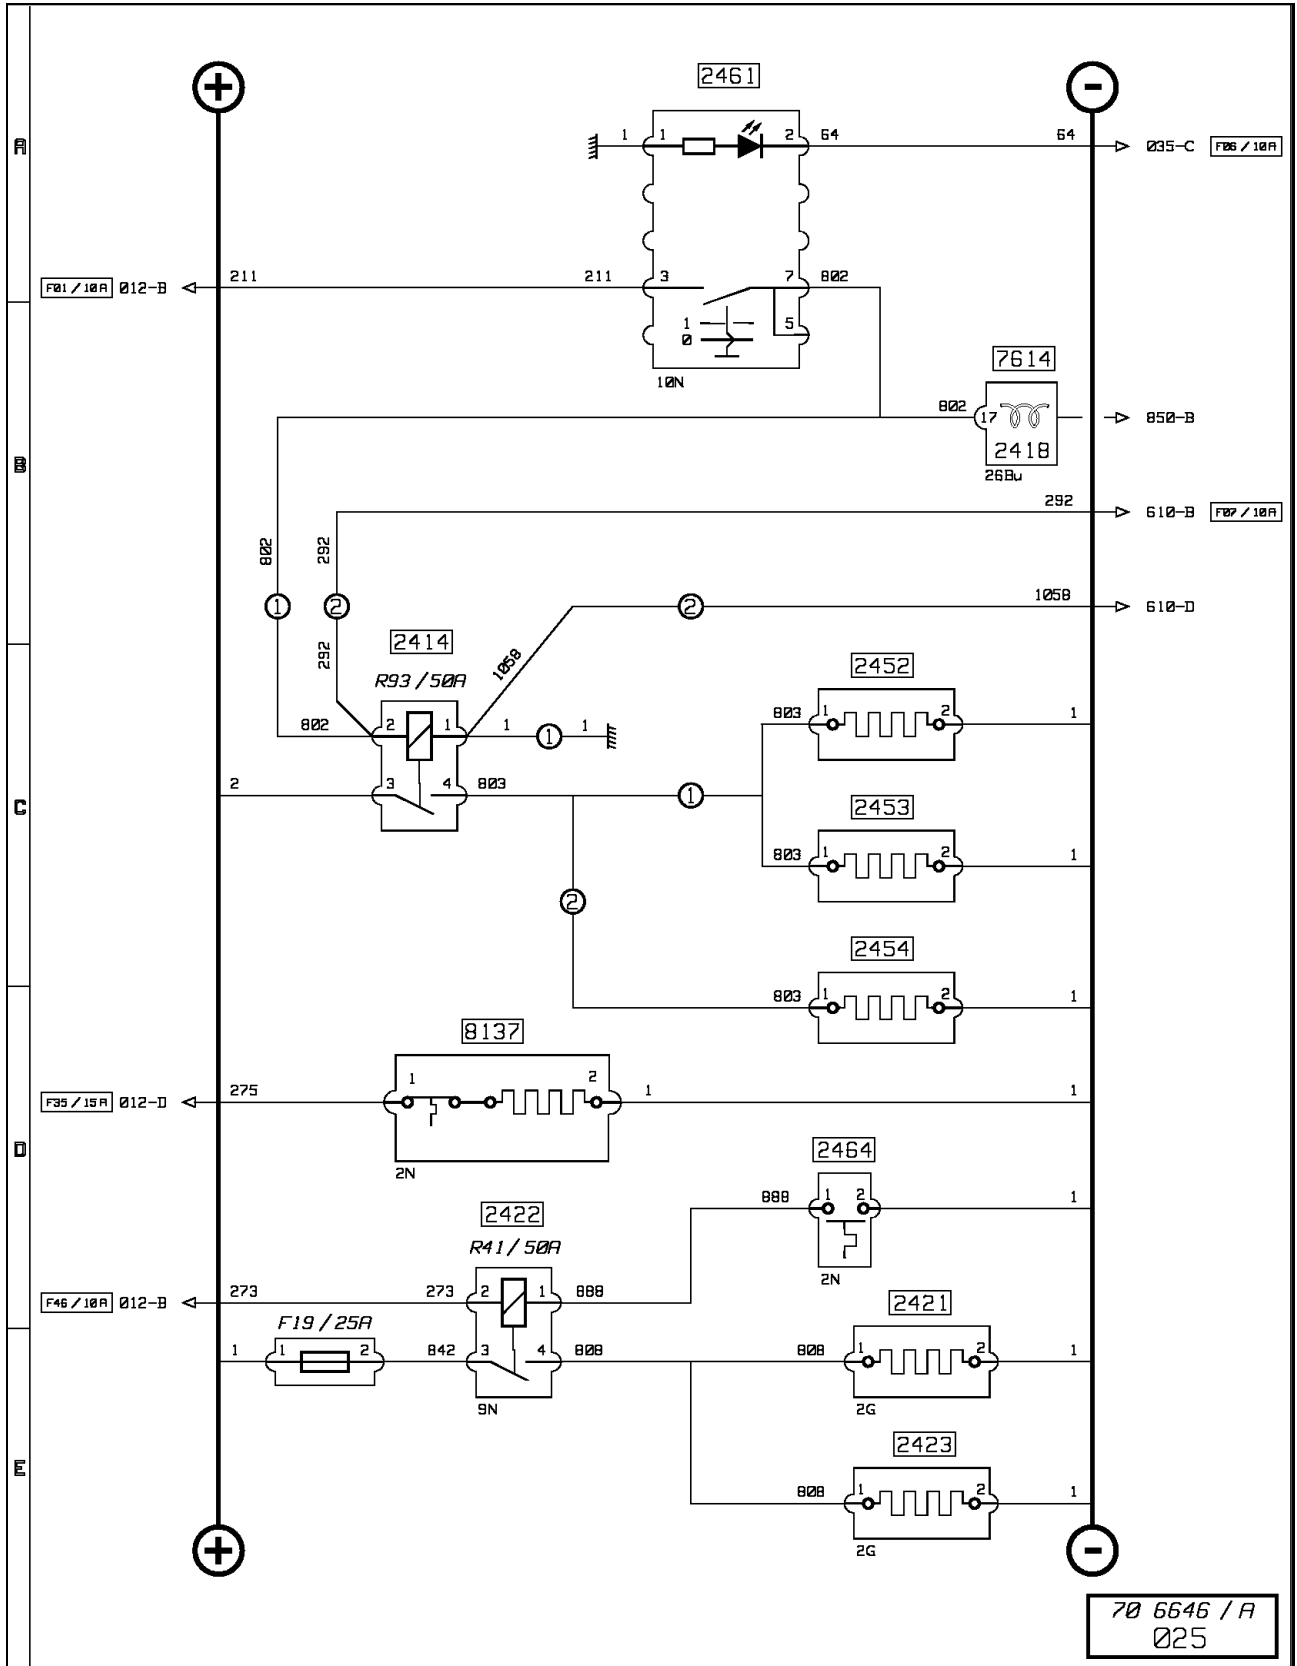 +
2461
-
A
1 1 2 64 64 035-C F06/10A
F01/10A 012-B 211 211 3 7 802
1 5
0
10N
7614
802 17 850-B
B
2418
26Bu
292 610-B F07/10A
802 292
1 2 2 1058 610-D
2414
292 1058 2452
R93/50A
802 2 1 1 1 1 803 1 2 1
2 3 4 803 1
C
2453
803 1 2 1
2
2454
803 1 2 1
8137
F35/15A 012-D 275 1 2 1 1
D
2N
2464
2422 888 1 2 1
R41/50A
2N
F46/10A 012-B 273 273 2 1 888
2421
F19/25A
1 1 2 842 3 4 808 808 1 2 1
9N 2G
2423
E
808 1 2 1
2G
+
-
70 6646/A
025